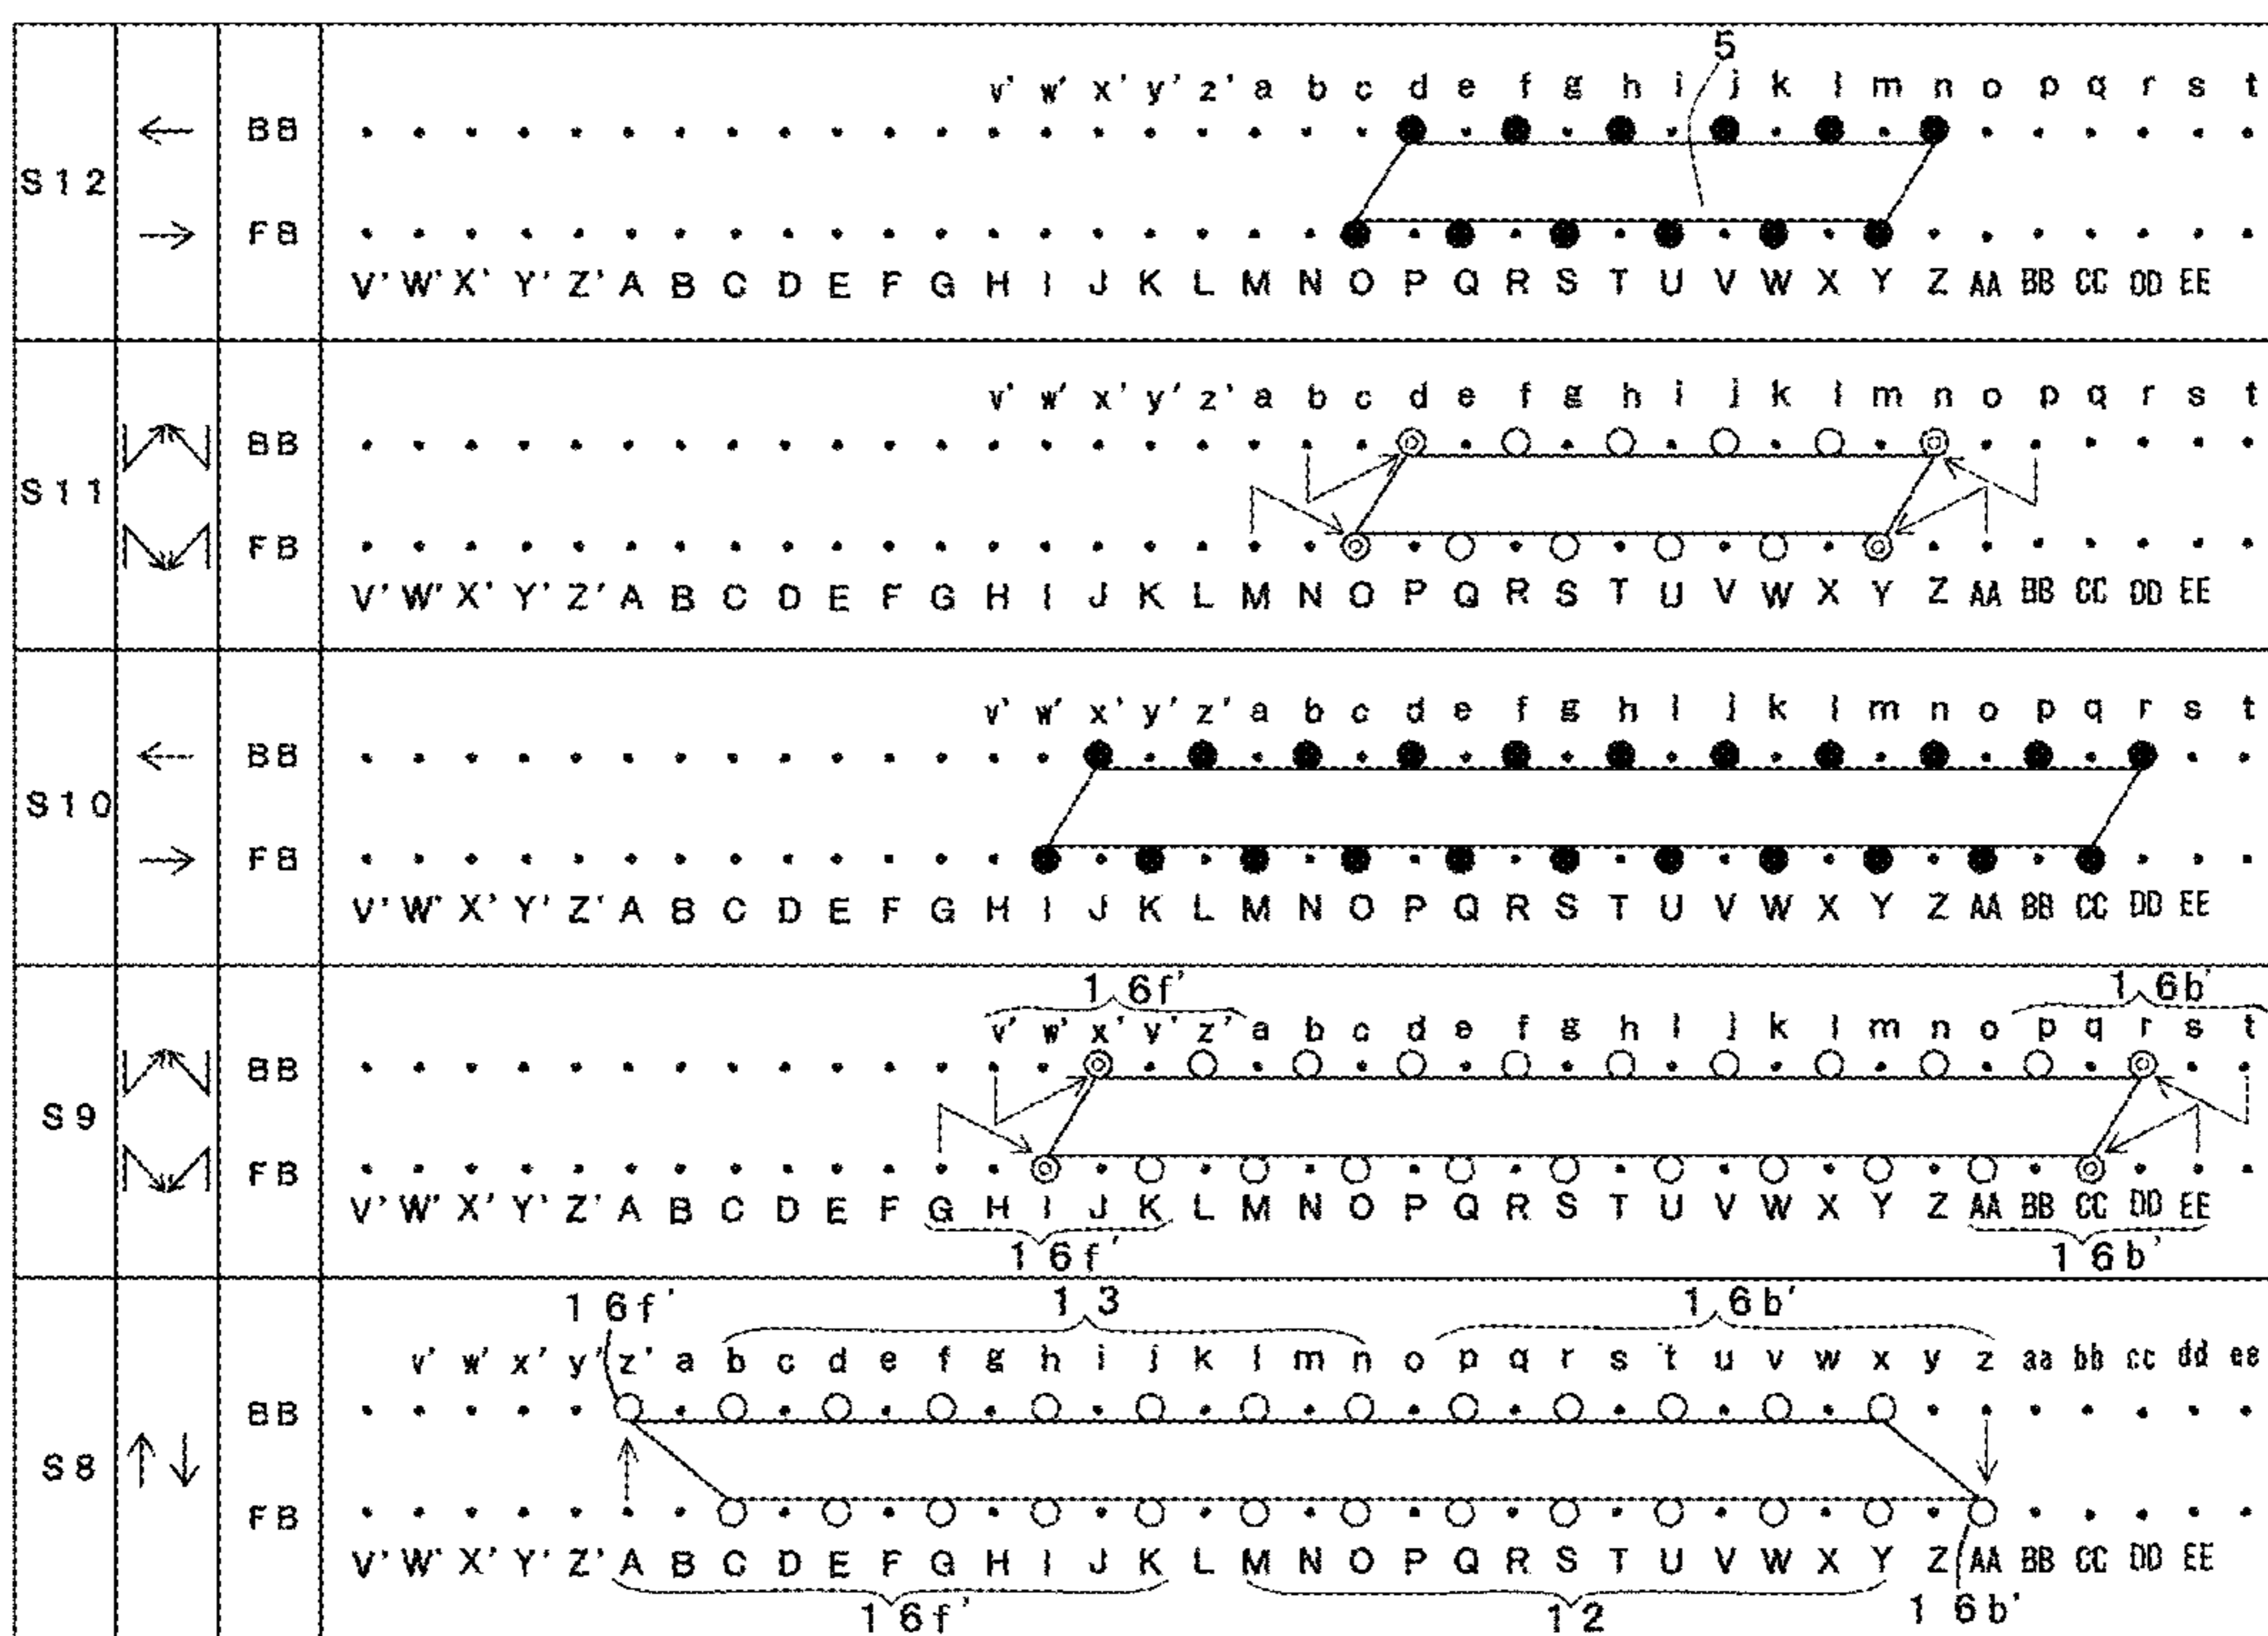 5
v' w' x' y' z' a b c d e f g h i j k l m n o p q r s t
← BB
S12
→ FB
V' W' X' Y' Z' A B C D E F G H I J K L M N O P Q R S T U V W X Y Z AA BB CC DD EE
v' w' x' y' z' a b c d e f g h i j k l m n o p q r s t
BB
S11
FB
V' W' X' Y' Z' A B C D E F G H I J K L M N O P Q R S T U V W X Y Z AA BB CC DD EE
v' w' x' y' z' a b c d e f g h i j k l m n o p q r s t
← BB
S10
→ FB
V' W' X' Y' Z' A B C D E F G H I J K L M N O P Q R S T U V W X Y Z AA BB CC DD EE
16f' 16b'
v' w' x' y' z' a b c d e f g h i j k l m n o p q r s t
BB
S9
FB
V' W' X' Y' Z' A B C D E F G H I J K L M N O P Q R S T U V W X Y Z AA BB CC DD EE
16f' 16b'
16f' 13 16b'
v' w' x' y' z' a b c d e f g h i j k l m n o p q r s t u v w x y z aa bb cc dd ee
BB
S8 ↑↓
FB
V' W' X' Y' Z' A B C D E F G H I J K L M N O P Q R S T U V W X Y Z AA BB CC DD EE
16f' 12 16b'